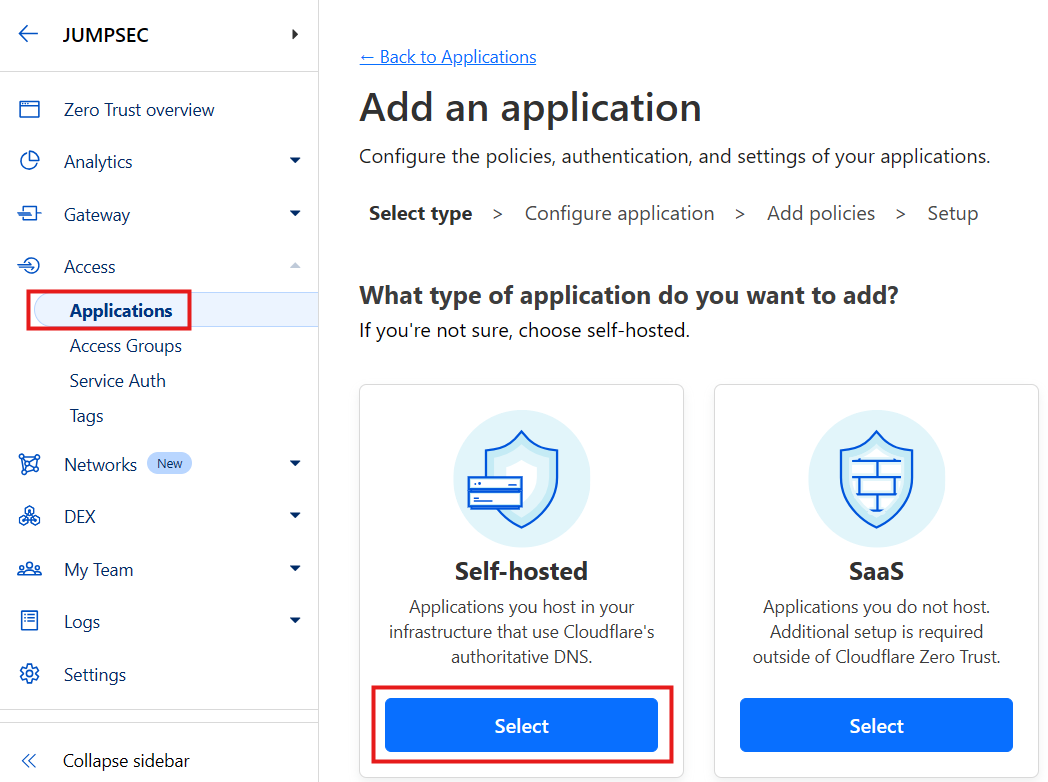 JUMPSEC
Zero Trust overview
Analytics
Gateway
Access
Applications
Access Groups
Service Auth
Tags
Networks New
DEX
My Team
Logs
Settings
Collapse sidebar
← Back to Applications
Add an application
Configure the policies, authentication, and settings of your applications.
Select type > Configure application > Add policies > Setup
What type of application do you want to add?
If you're not sure, choose self-hosted.
Self-hosted
Applications you host in your
infrastructure that use Cloudflare's
authoritative DNS.
Select
SaaS
Applications you do not host.
Additional setup is required
outside of Cloudflare Zero Trust.
Select